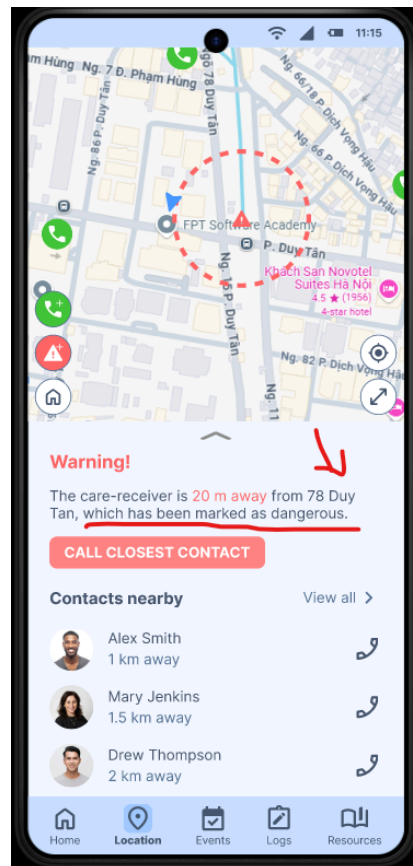 11:15
m Hùng
Ng. 7 Đ. Phạm Hùng
Ngõ 78 Duy Tân
Ng. 66/18 P. Dịch Vọng Hậu
Ng. 66 P. Dịch Vọng Hậu
Ng. 86 P. Duy Tân
FPT Software Academy
P. Duy Tân
Khách Sạn Novotel
Suites Hà Nội
4.5 ★ (1956)
4-star hotel
Ng. 15 P. Duy Tân
Ng. 82 P. Dịch Vọng Hậu
Ng. 11
Warning!
The care-receiver is 20 m away from 78 Duy
Tan, which has been marked as dangerous.
CALL CLOSEST CONTACT
Contacts nearby
View all
Alex Smith
1 km away
Mary Jenkins
1.5 km away
Drew Thompson
2 km away
Home
Location
Events
Logs
Resources